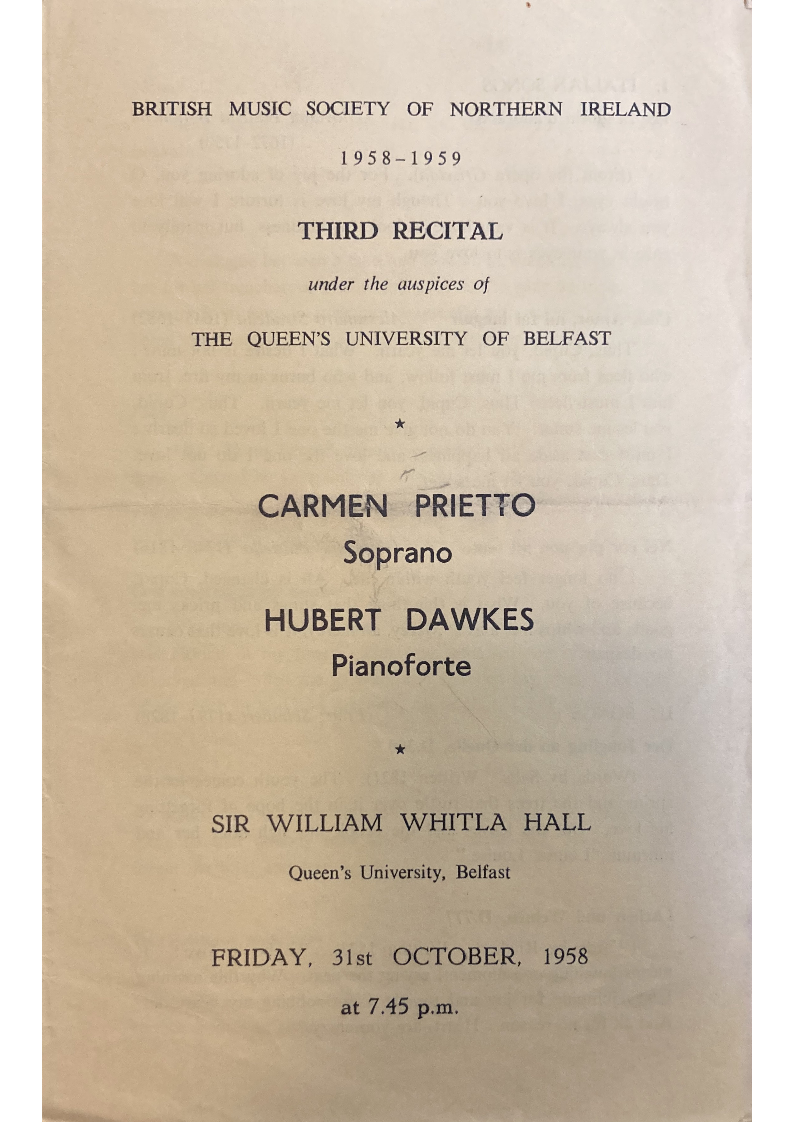 BRITISH MUSIC SOCIETY OF NORTHERN IRELAND
1958-1959
THIRD RECITAL
under the auspices of
THE QUEEN'S UNIVERSITY OF BELFAST
CARMEN PRIETTO
Soprano
HUBERT DAWKES
Pianoforte
SIR WILLIAM WHITLA HALL
Queen's University, Belfast
FRIDAY, 31st OCTOBER, 1958
at 7.45 p.m.